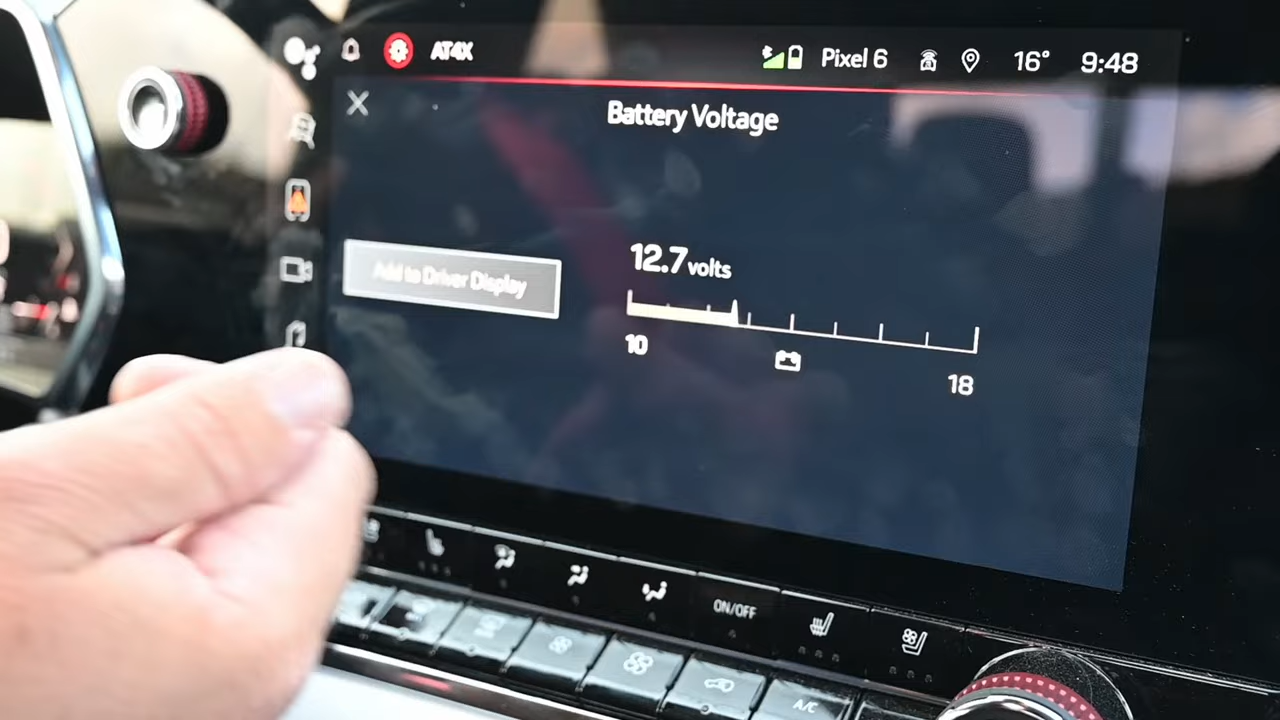 AT4X
Pixel 6
16°
9:48
Battery Voltage
Add to Driver Display
12.7 volts
10
18
ON/OFF
A/C